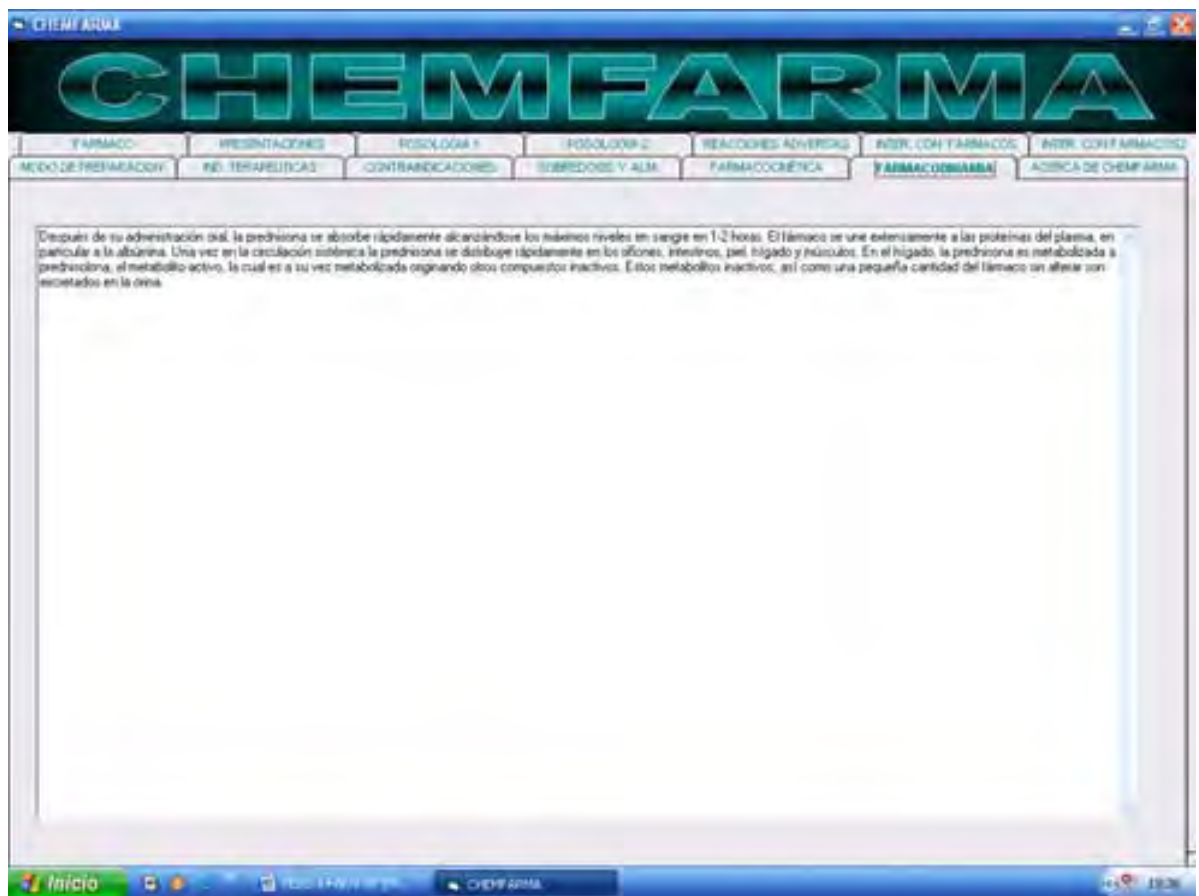 CHEMFARMA
CHEMFARMA
FARMACO PRESENTACIONES POSOLOGIA 1 POSOLOGIA 2 REACCIONES ADVERSAS INTER. CON FARMACOS INTER. CON FARMACOS2
MODO DE PREPARACION IND. TERAPEUTICAS CONTRAINDICACIONES SOBREDOSIS Y ALM. FARMACOCINÉTICA ACERCA DE CHEMFARMA
Después de su administración oral, la prednisona se absorbe rápidamente alcanzándose los máximos niveles en sangre en 1-2 horas. El fármaco se une extensamente a las proteínas del plasma, en
particular a la albúmina. Una vez en la circulación sistémica la prednisona se distribuye rápidamente en los riñones, intestinos, piel, hígado y músculos. En el hígado, la prednisona es metabolizada a
prednisolona, el metabolito activo, la cual es a su vez metabolizada originando otros compuestos inactivos. Estos metabolitos inactivos, así como una pequeña cantidad del fármaco sin alterar son
excretados en la orina.
Inicio CHEMFARMA